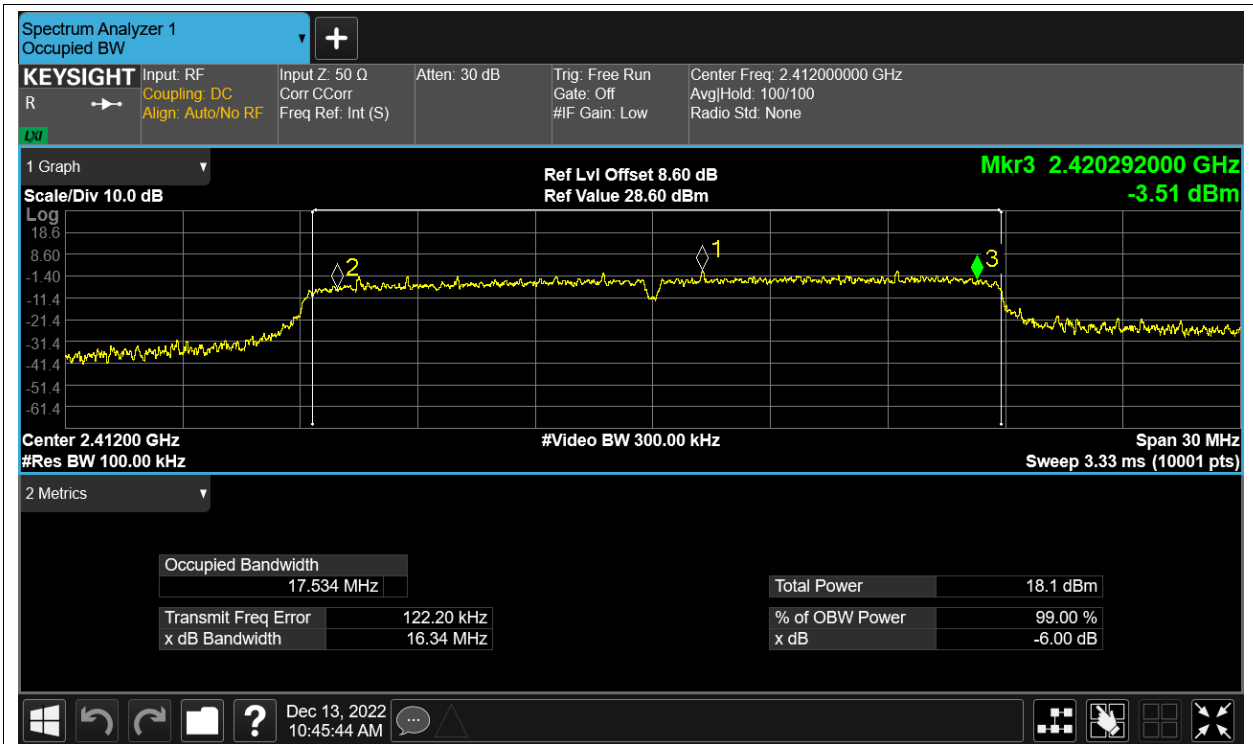 Spectrum Analyzer 1
Occupied BW
KEYSIGHT
R
LXI
Input: RF
Coupling: DC
Align: Auto/No RF
Input Z: 50 Ω
Corr CCorr
Freq Ref: Int (S)
Atten: 30 dB
Trig: Free Run
Gate: Off
#IF Gain: Low
Center Freq: 2.412000000 GHz
Avg|Hold: 100/100
Radio Std: None
1 Graph
Scale/Div 10.0 dB
Ref Lvl Offset 8.60 dB
Ref Value 28.60 dBm
Mkr3 2.420292000 GHz
-3.51 dBm
Log
18.6
8.60
-1.40
-11.4
-21.4
-31.4
-41.4
-51.4
-61.4
2
1
3
Center 2.41200 GHz
#Video BW 300.00 kHz
Span 30 MHz
#Res BW 100.00 kHz
Sweep 3.33 ms (10001 pts)
2 Metrics
Occupied Bandwidth
17.534 MHz
Total Power 18.1 dBm
Transmit Freq Error 122.20 kHz
% of OBW Power 99.00 %
x dB Bandwidth 16.34 MHz
x dB -6.00 dB
?
Dec 13, 2022
10:45:44 AM